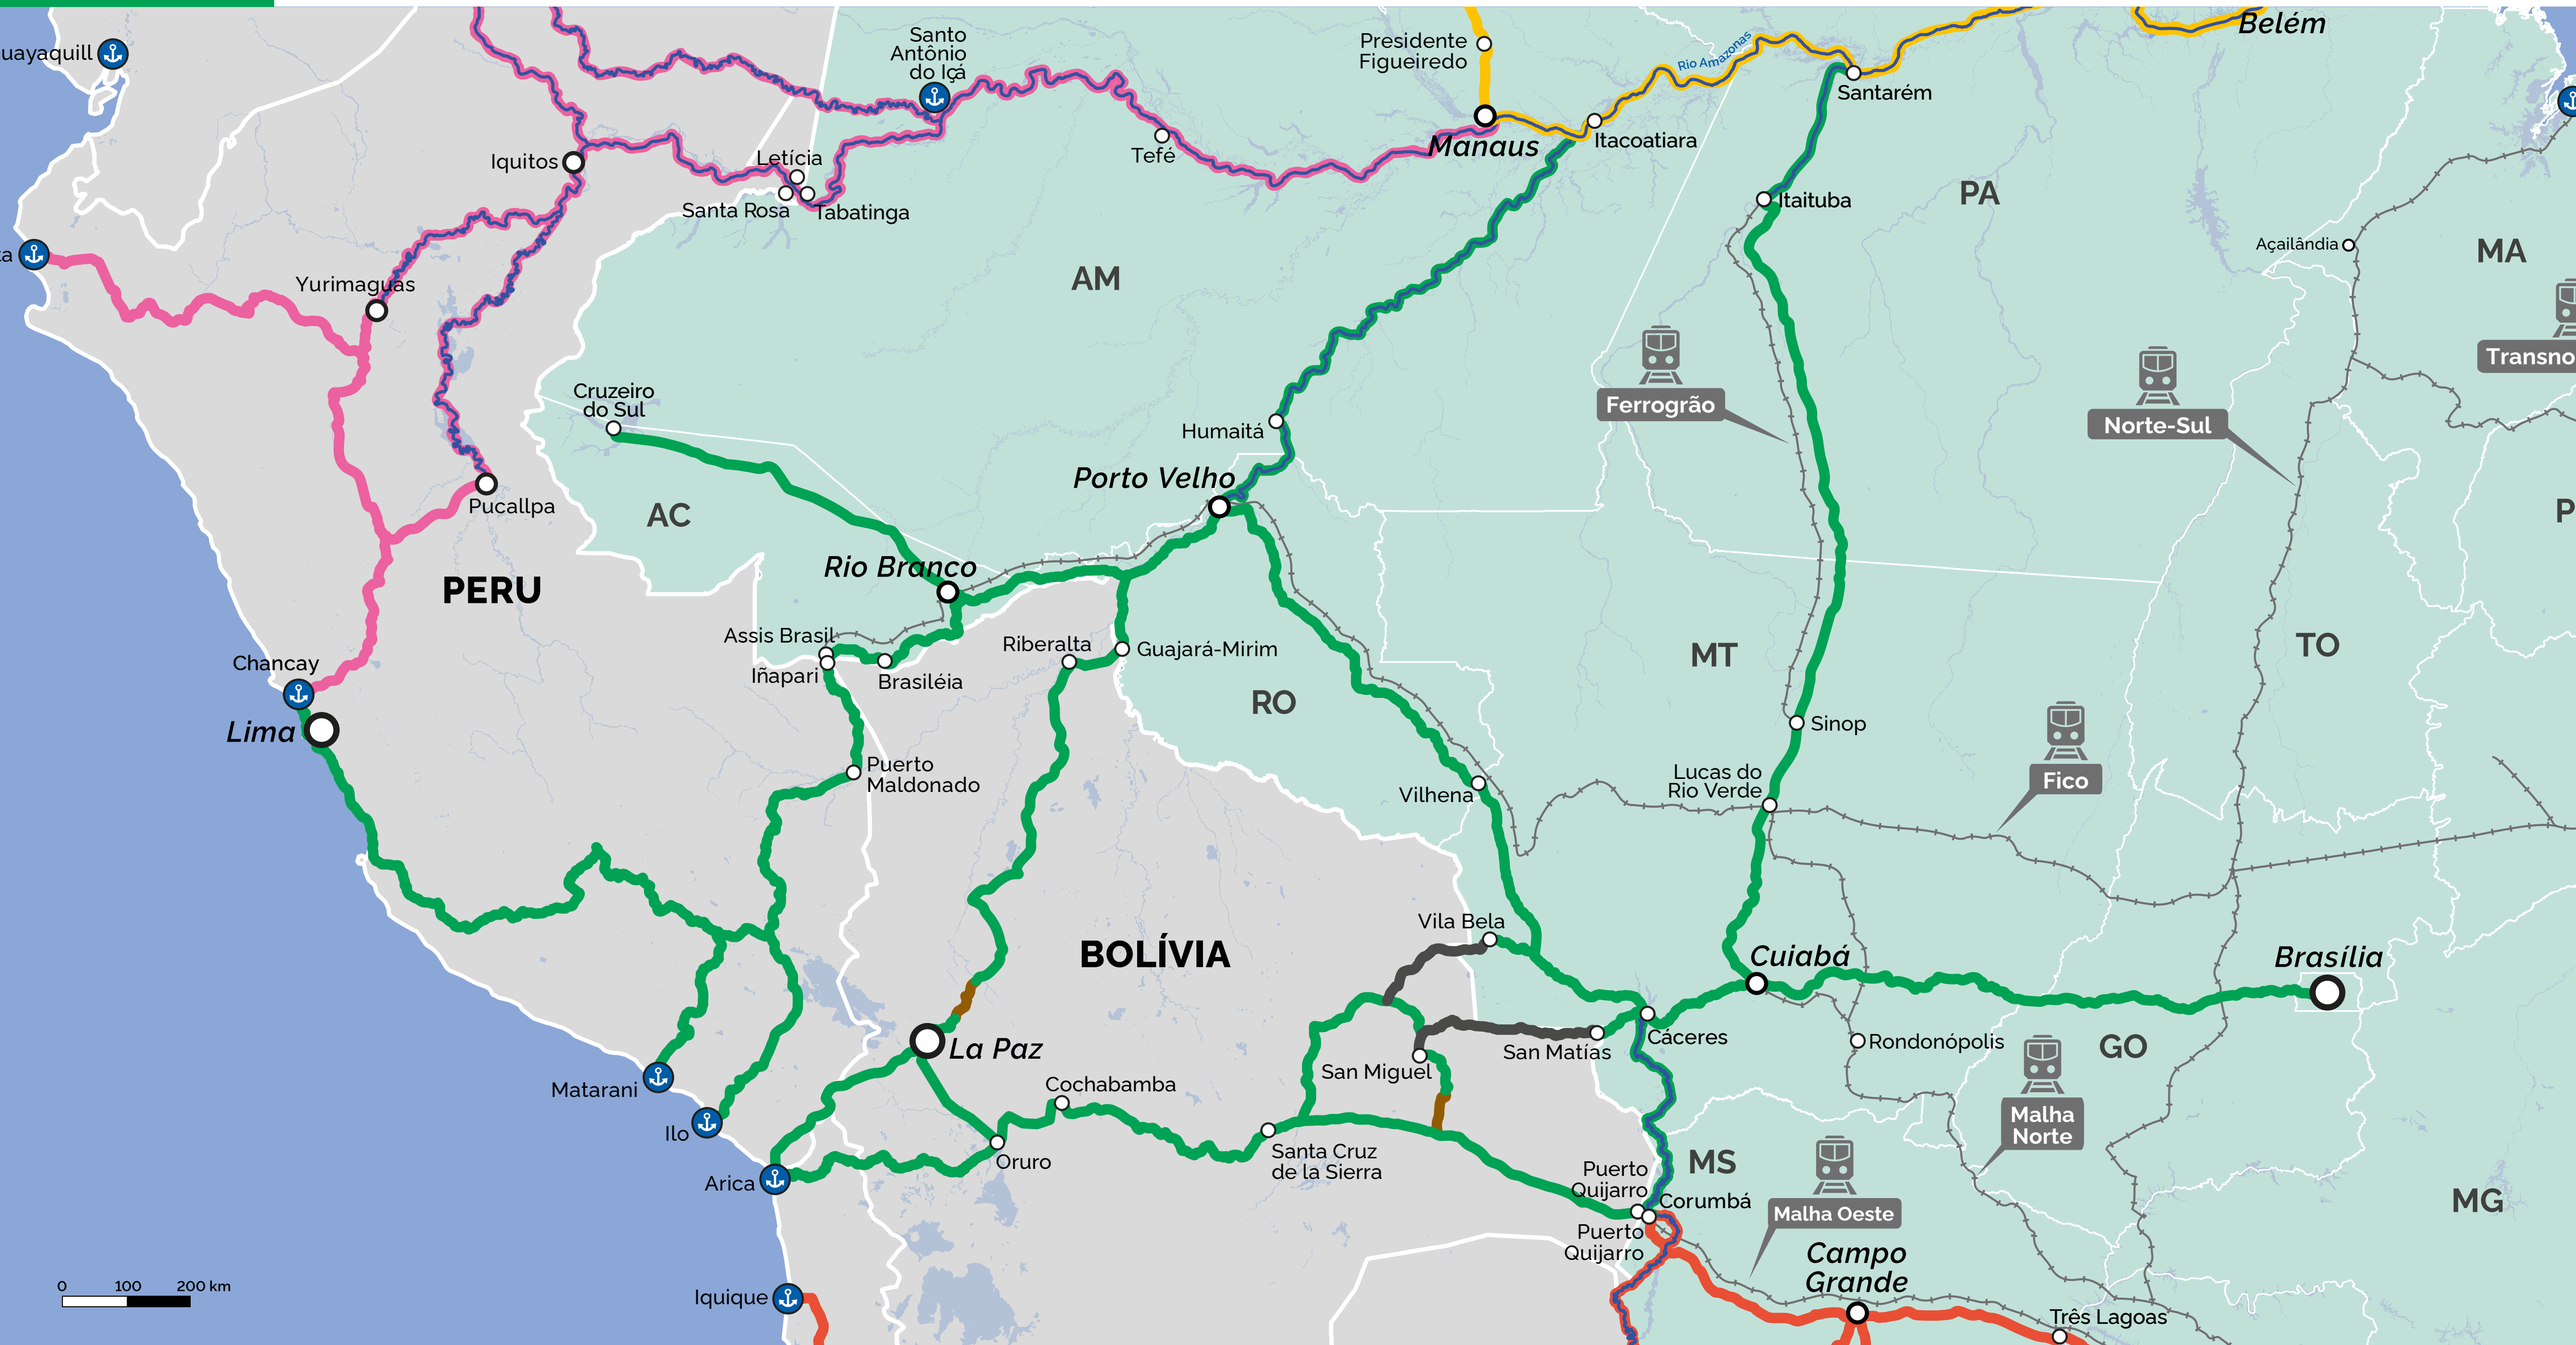 Belém
Santo
Antônio
do Içá
Presidente
Figueiredo
uayaquill
Rio Amazonas
Santarém
Manaus
Itacoatiara
Tefé
Iquitos
Letícia
Santa Rosa
Tabatinga
PA
Itaituba
Açailândia
MA
ta
AM
Yurimaguas
Transno
Cruzeiro
do Sul
Ferrogrão
Norte-Sul
Humaitá
Porto Velho
Pucallpa
AC
P
Rio Branco
PERU
Assis Brasil
Iñapari
Brasiléia
Riberalta
Guajará-Mirim
MT
TO
Chancay
Lima
RO
Sinop
Puerto
Maldonado
Lucas do
Rio Verde
Fico
Vilhena
Vila Bela
BOLÍVIA
Cuiabá
Brasília
La Paz
San Matías
Cáceres
Rondonópolis
GO
San Miguel
Matarani
Cochabamba
Malha
Norte
Ilo
Oruro
Santa Cruz
de la Sierra
Arica
Puerto
Quijarro
Corumbá
MS
MG
Malha Oeste
Puerto
Quijarro
Campo
Grande
Iquique
Três Lagoas
0 100 200 km